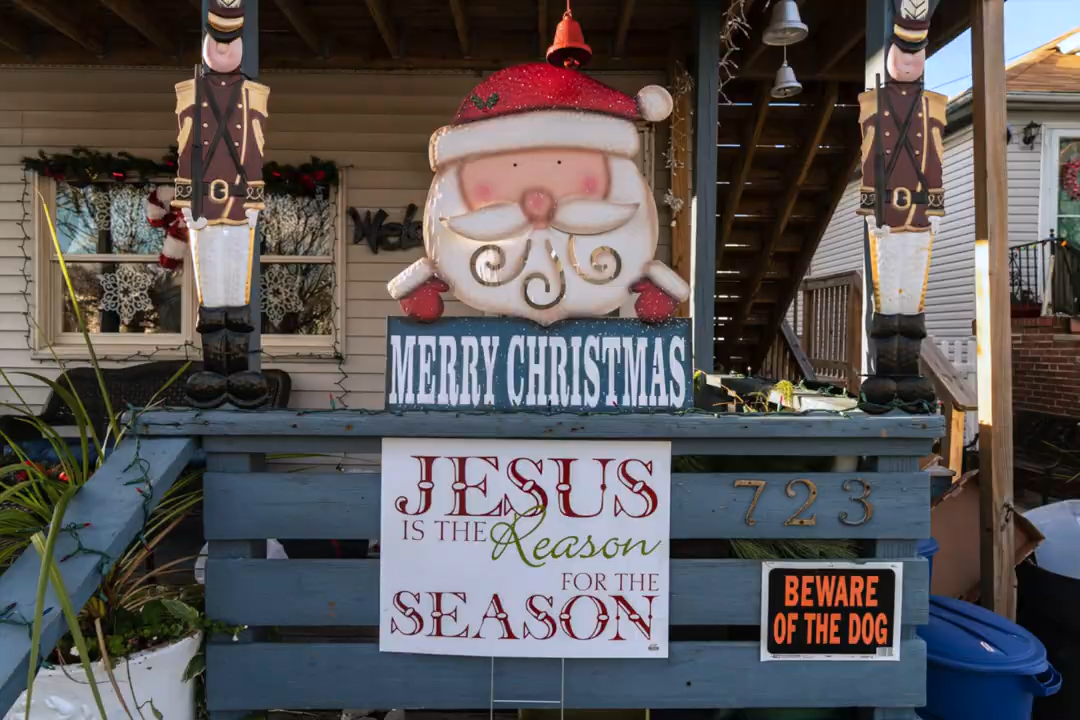 MERRY CHRISTMAS
JESUS
IS THE Reason
FOR THE
SEASON
723
BEWARE
OF THE DOG